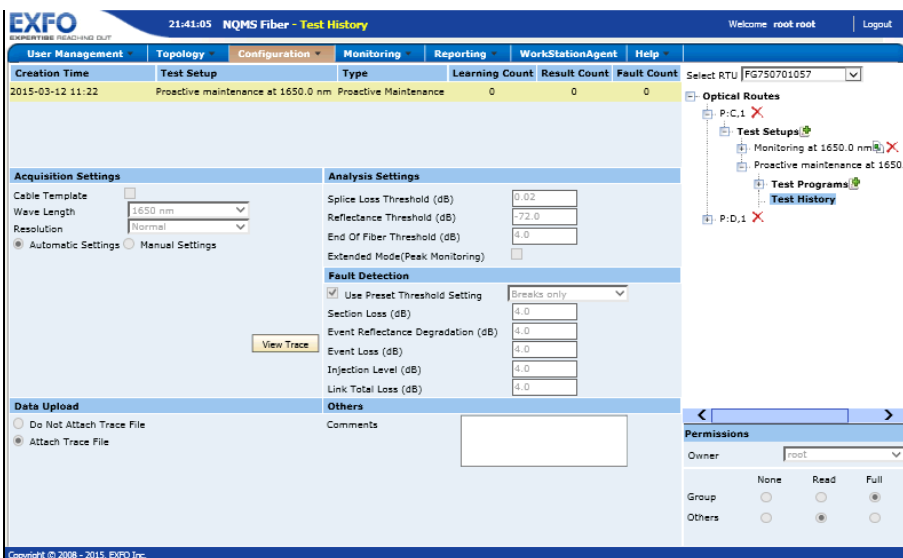 EXFO
EXPERTISE REACHING OUT
21:41:05 NQMS Fiber - Test History
Welcome root root Logout
User Management Topology Configuration Monitoring Reporting WorkStationAgent Help
Creation Time Test Setup Type Learning Count Result Count Fault Count
2015-03-12 11:22 Proactive maintenance at 1650.0 nm Proactive Maintenance 0 0 0
Select RTU FG750701057
Optical Routes
P:C,1
Test Setups
Monitoring at 1650.0 nm
Proactive maintenance at 1650.
Test Programs
Test History
P:D,1
Acquisition Settings
Cable Template
Wave Length 1650 nm
Resolution Normal
Automatic Settings Manual Settings
View Trace
Analysis Settings
Splice Loss Threshold (dB) 0.02
Reflectance Threshold (dB) -72.0
End Of Fiber Threshold (dB) 4.0
Extended Mode(Peak Monitoring)
Fault Detection
Use Preset Threshold Setting Breaks only
Section Loss (dB) 4.0
Event Reflectance Degradation (dB) 4.0
Event Loss (dB) 4.0
Injection Level (dB) 4.0
Link Total Loss (dB) 4.0
Data Upload
Do Not Attach Trace File
Attach Trace File
Others
Comments
Permissions
Owner root
None Read Full
Group
Others
Copyright © 2008 - 2015, EXFO Inc.